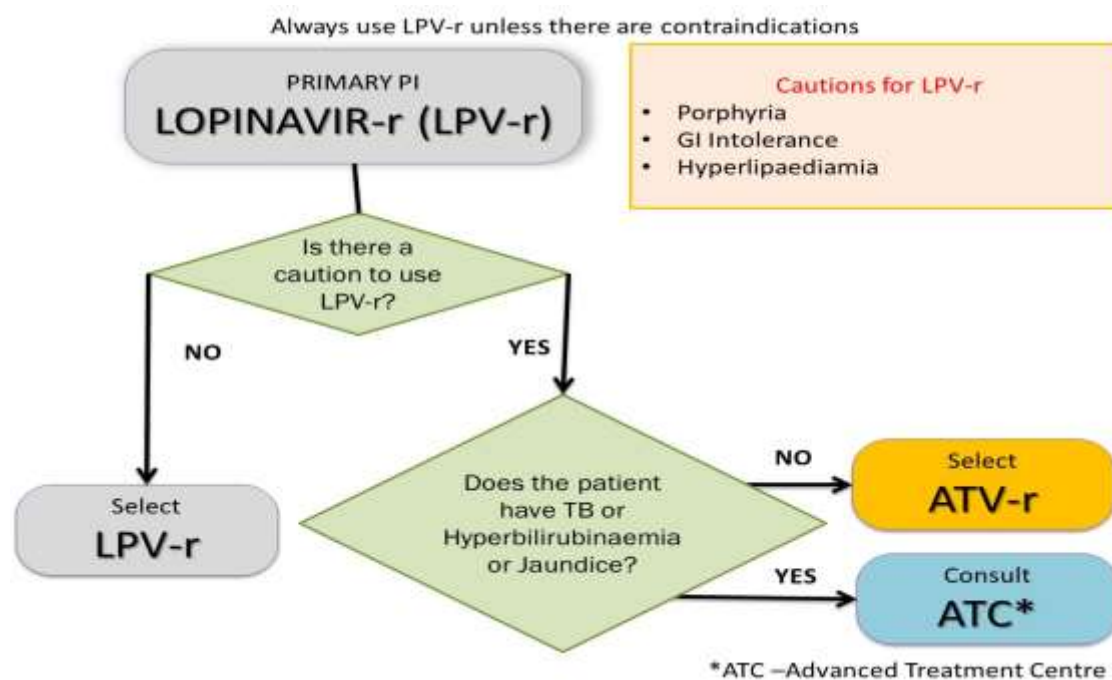 Always use LPV-r unless there are contraindications
PRIMARY PI
LOPINAVIR-r (LPV-r)
Cautions for LPV-r
• Porphyria
• GI Intolerance
• Hyperlipaediamia
Is there a
caution to use
LPV-r?
NO
YES
Select
LPV-r
Does the patient
have TB or
Hyperbilirubinaemia
or Jaundice?
NO
Select
ATV-r
YES
Consult
ATC*
*ATC –Advanced Treatment Centre